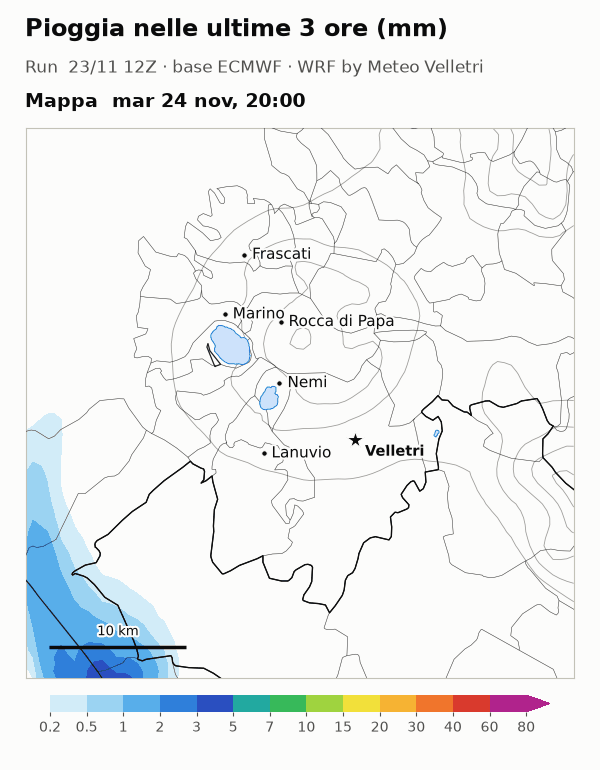 Pioggia nelle ultime 3 ore (mm)
Run  23/11 12Z · base ECMWF · WRF by Meteo Velletri
Mappa  mar 24 nov, 20:00
Frascati
Marino
Rocca di Papa
Nemi
Velletri
Lanuvio
10 km
0.2 0.5 1 2 3 5 7 10 15 20 30 40 60 80